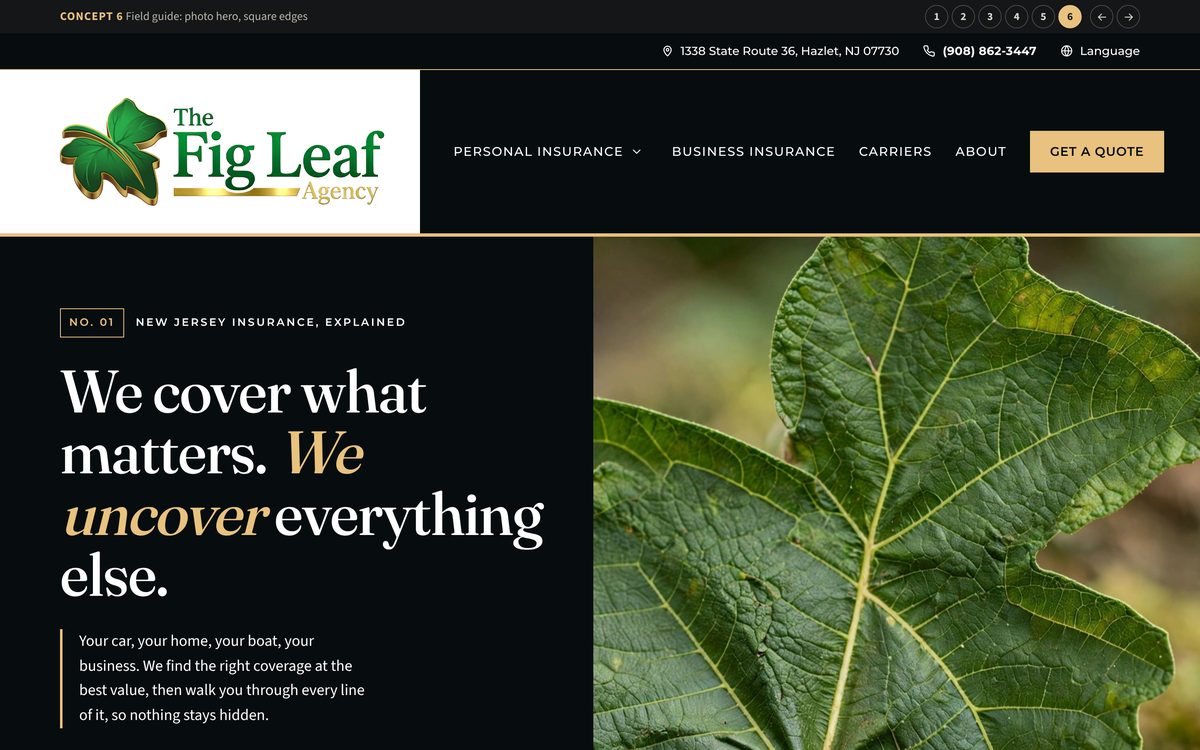 CONCEPT 6 Field guide: photo hero, square edges
1 2 3 4 5 6
1338 State Route 36, Hazlet, NJ 07730
(908) 862-3447
Language
The
Fig Leaf
Agency
PERSONAL INSURANCE
BUSINESS INSURANCE
CARRIERS
ABOUT
GET A QUOTE
NO. 01
NEW JERSEY INSURANCE, EXPLAINED
We cover what
matters. We
uncover everything
else.
Your car, your home, your boat, your
business. We find the right coverage at the
best value, then walk you through every line
of it, so nothing stays hidden.